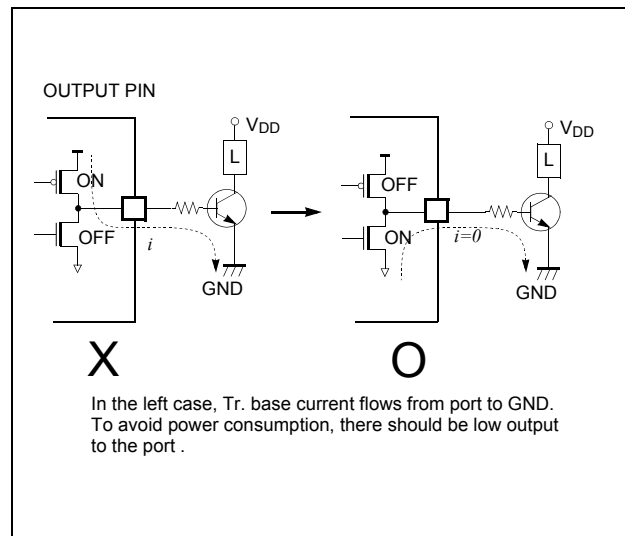 OUTPUT PIN
VDD
L
ON
OFF
i
GND
X
VDD
L
OFF
ON
i=0
GND
O
In the left case, Tr. base current flows from port to GND.
To avoid power consumption, there should be low output
to the port .